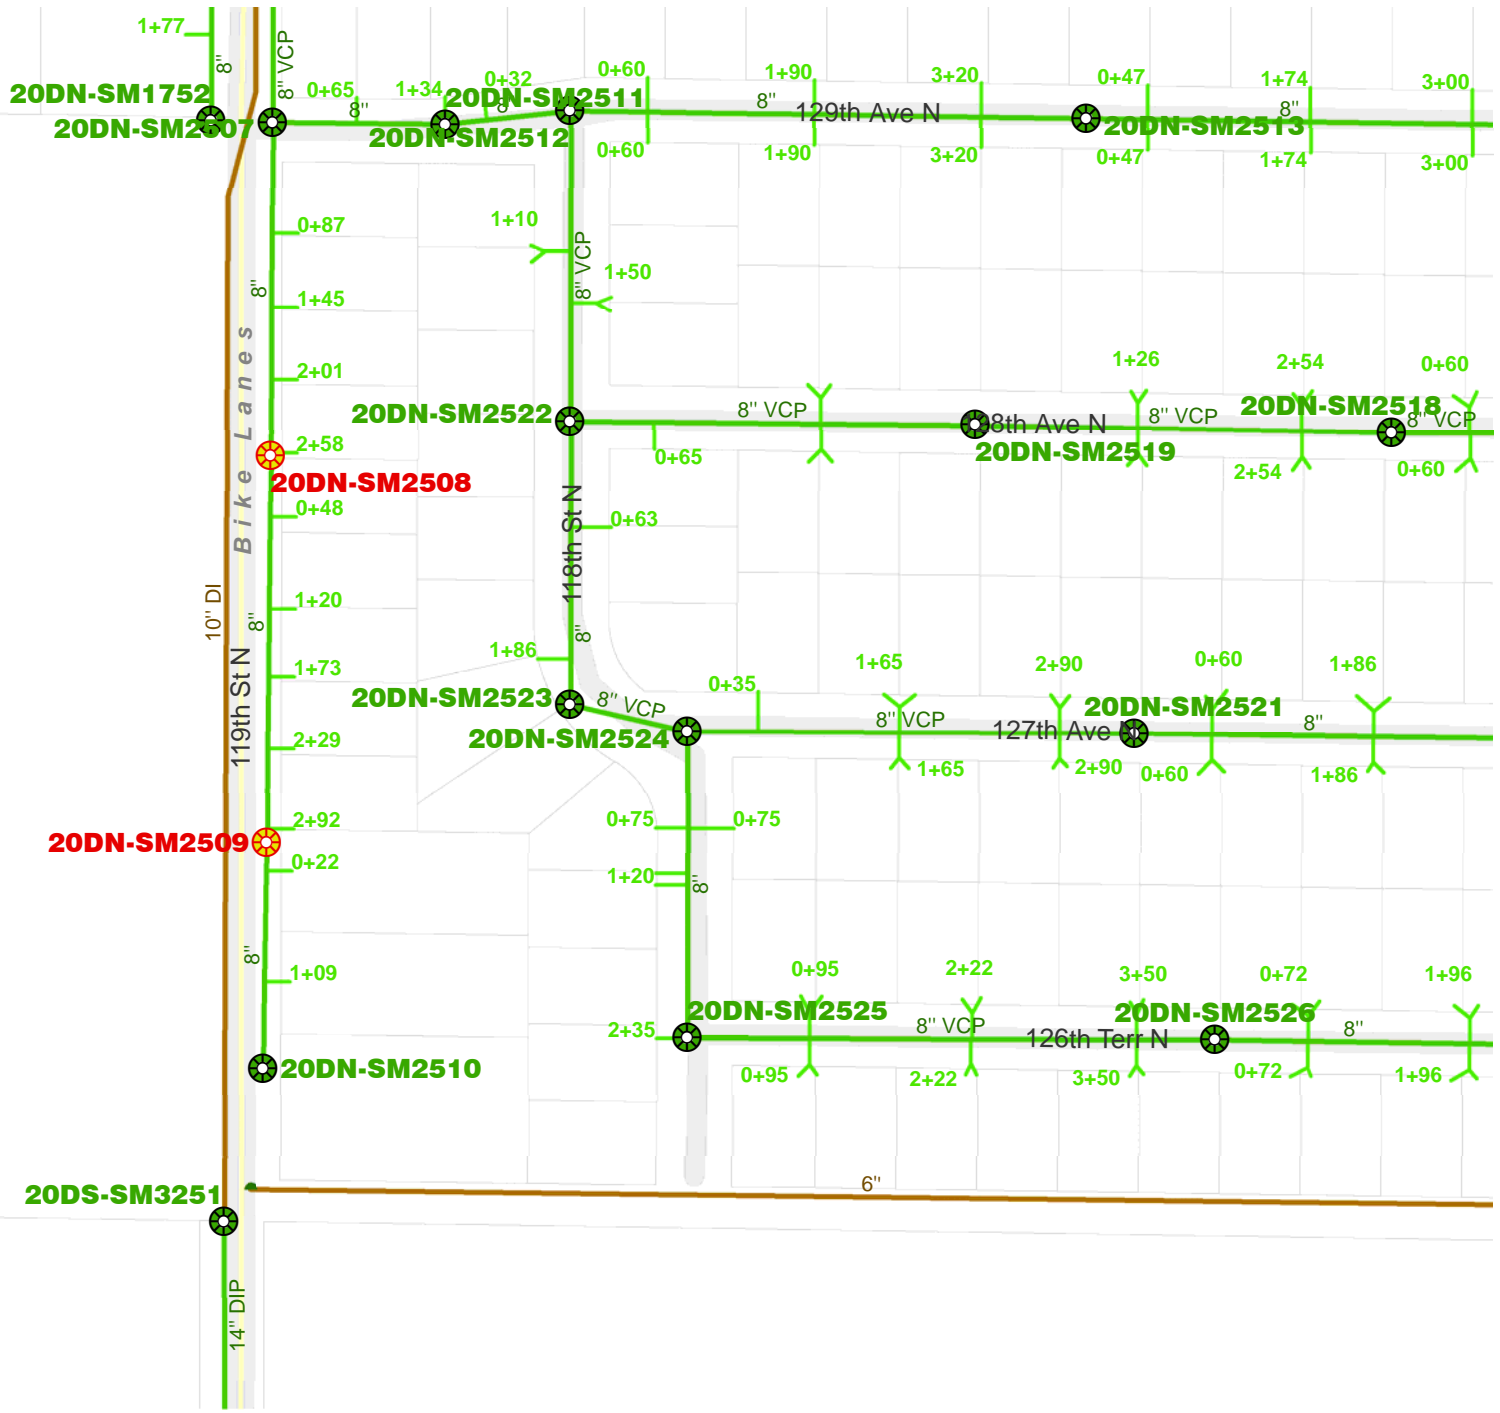 1+77
8"
8" VCP
20DN-SM1752
20DN-SM2507
0+65
8"
1+34
0+32
8"
20DN-SM2511
20DN-SM2512
0+60
0+60
8"
1+90
1+90
129th Ave N
3+20
3+20
0+47
20DN-SM2513
0+47
1+74
8"
1+74
3+00
3+00
0+87
1+10
8" VCP
1+50
8"
1+45
Bike Lanes
2+01
20DN-SM2522
8" VCP
0+65
8th Ave N
20DN-SM2519
1+26
8" VCP
2+54
2+54
20DN-SM2518
0+60
8" VCP
0+60
2+58
20DN-SM2508
0+48
118th St N
0+63
10" DI
8"
1+20
8"
1+86
119th St N
1+73
20DN-SM2523
8" VCP
20DN-SM2524
0+35
1+65
8" VCP
1+65
2+90
127th Ave N
2+90
20DN-SM2521
0+60
0+60
1+86
8"
1+86
2+29
2+92
20DN-SM2509
0+22
0+75
0+75
1+20
8"
8"
1+09
0+95
2+22
3+50
0+72
1+96
20DN-SM2525
2+35
8" VCP
126th Terr N
20DN-SM2526
8"
0+95
2+22
3+50
0+72
1+96
20DN-SM2510
20DS-SM3251
6"
14" DIP